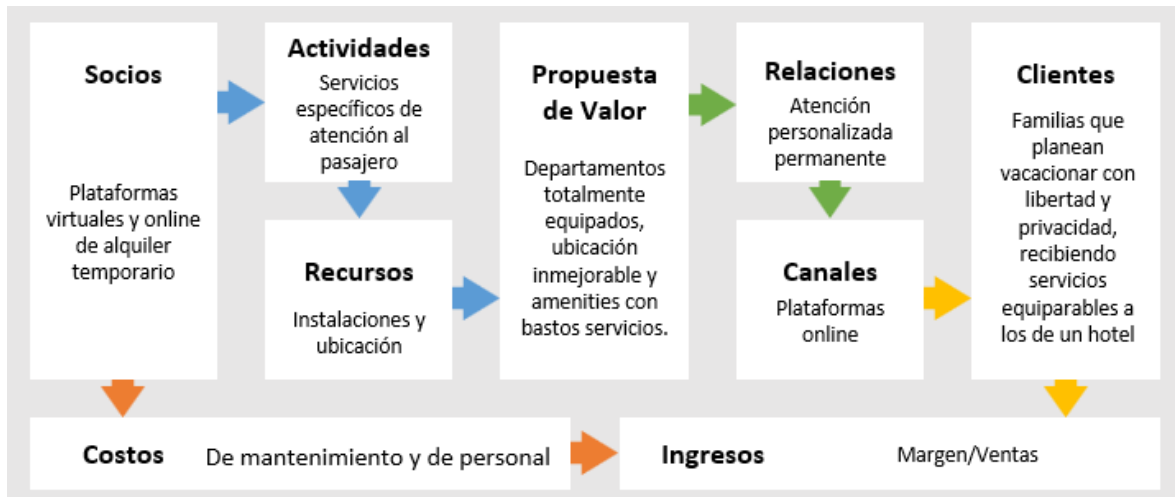 Socios
Plataformas
virtuales y online
de alquiler
temporario
Actividades
Servicios
específicos de
atención al
pasajero
Recursos
Instalaciones y
ubicación
Propuesta
de Valor
Departamentos
totalmente
equipados,
ubicación
inmejorable y
amenities con
bastos servicios.
Relaciones
Atención
personalizada
permanente
Canales
Plataformas
online
Clientes
Familias que
planean
vacacionar con
libertad y
privacidad,
recibiendo
servicios
equiparables a
los de un hotel
Costos De mantenimiento y de personal
Ingresos Margen/Ventas